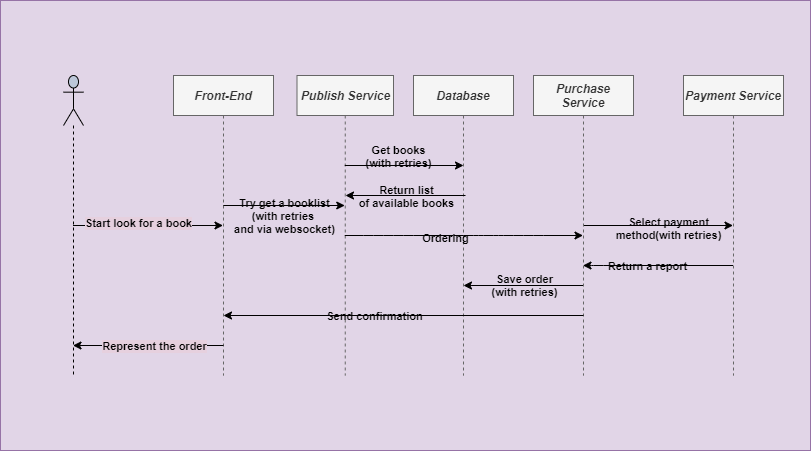 Front-End
Publish Service
Database
Purchase
Service
Payment Service
Get books
(with retries)
Return list
of available books
Try get a booklist
(with retries
and via websocket)
Start look for a book
Select payment
method(with retries)
Ordering
Return a report
Save order
(with retries)
Send confirmation
Represent the order